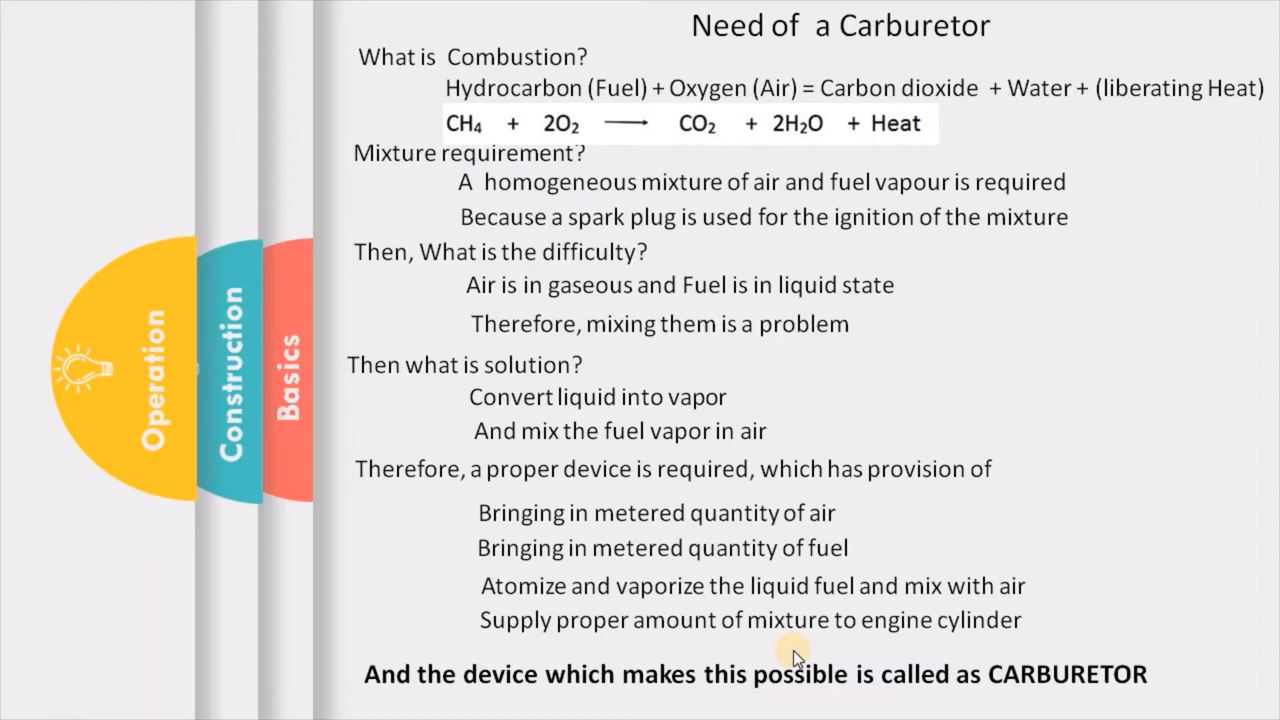 Need of a Carburetor
What is Combustion?
Hydrocarbon (Fuel) + Oxygen (Air) = Carbon dioxide + Water + (liberating Heat)
CH₄ + 2O₂ ⟶ CO₂ + 2H₂O + Heat
Mixture requirement?
A homogeneous mixture of air and fuel vapour is required
Because a spark plug is used for the ignition of the mixture
Then, What is the difficulty?
Air is in gaseous and Fuel is in liquid state
Therefore, mixing them is a problem
Then what is solution?
Convert liquid into vapor
And mix the fuel vapor in air
Therefore, a proper device is required, which has provision of
Bringing in metered quantity of air
Bringing in metered quantity of fuel
Atomize and vaporize the liquid fuel and mix with air
Supply proper amount of mixture to engine cylinder
And the device which makes this possible is called as CARBURETOR
Operation
Construction
Basics